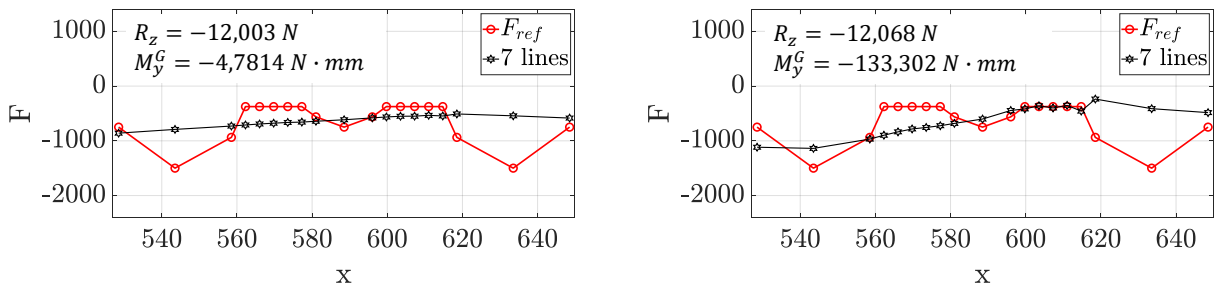 R_z = −12,003 N
M_y^G = −4,7814 N · mm
F_ref
7 lines
1000
0
-1000
-2000
F
540 560 580 600 620 640
x
R_z = −12,068 N
M_y^G = −133,302 N · mm
F_ref
7 lines
1000
0
-1000
-2000
F
540 560 580 600 620 640
x